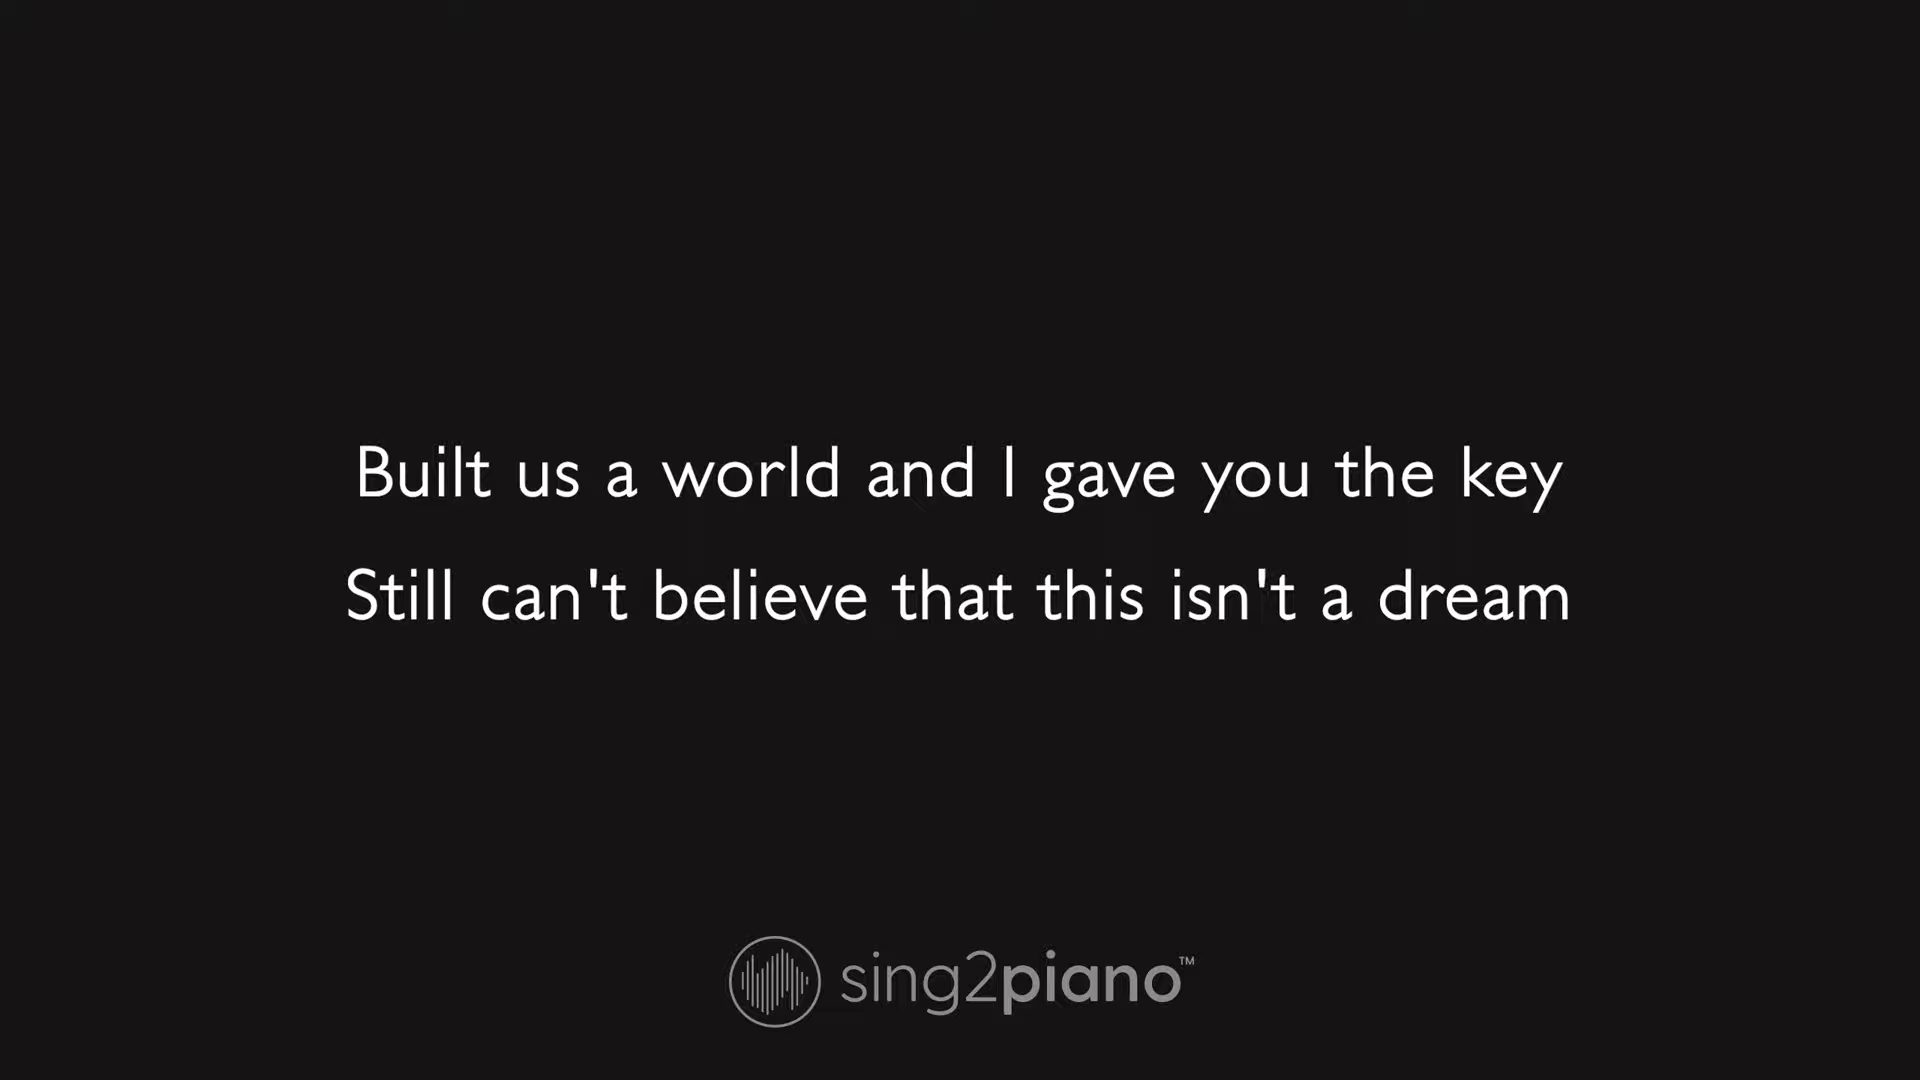 Built us a world and I gave you the key
Still can't believe that this isn't a dream
sing2piano™